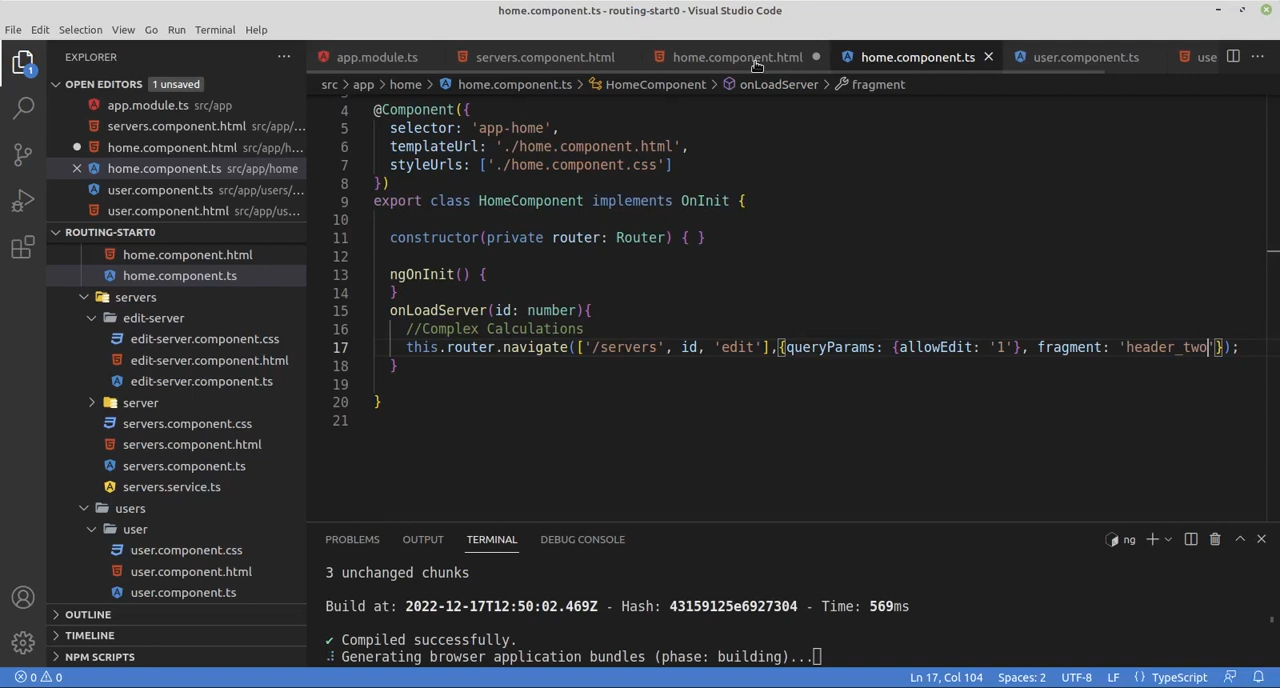 home.component.ts - routing-start0 - Visual Studio Code
File Edit Selection View Go Run Terminal Help
EXPLORER
app.module.ts
servers.component.html
home.component.html
home.component.ts
user.component.ts
use
OPEN EDITORS 1 unsaved
src > app > home > home.component.ts > HomeComponent > onLoadServer > fragment
1
app.module.ts src/app
servers.component.html src/app/...
home.component.html src/app/h...
home.component.ts src/app/home
user.component.ts src/app/users/...
user.component.html src/app/us...
ROUTING-START0
home.component.html
home.component.ts
servers
edit-server
edit-server.component.css
edit-server.component.html
edit-server.component.ts
server
servers.component.css
servers.component.html
servers.component.ts
servers.service.ts
users
user
user.component.css
user.component.html
user.component.ts
OUTLINE
TIMELINE
NPM SCRIPTS
4 @Component({
5 selector: 'app-home',
6 templateUrl: './home.component.html',
7 styleUrls: ['./home.component.css']
8 })
9 export class HomeComponent implements OnInit {
10
11 constructor(private router: Router) { }
12
13 ngOnInit() {
14 }
15 onLoadServer(id: number){
16 //Complex Calculations
17 this.router.navigate(['/servers', id, 'edit'],{queryParams: {allowEdit: '1'}, fragment: 'header_two'});
18 }
19
20 }
21
PROBLEMS OUTPUT TERMINAL DEBUG CONSOLE
ng
3 unchanged chunks
Build at: 2022-12-17T12:50:02.469Z - Hash: 43159125e6927304 - Time: 569ms
✔ Compiled successfully.
⠼ Generating browser application bundles (phase: building)...
0 0
Ln 17, Col 104 Spaces: 2 UTF-8 LF {} TypeScript